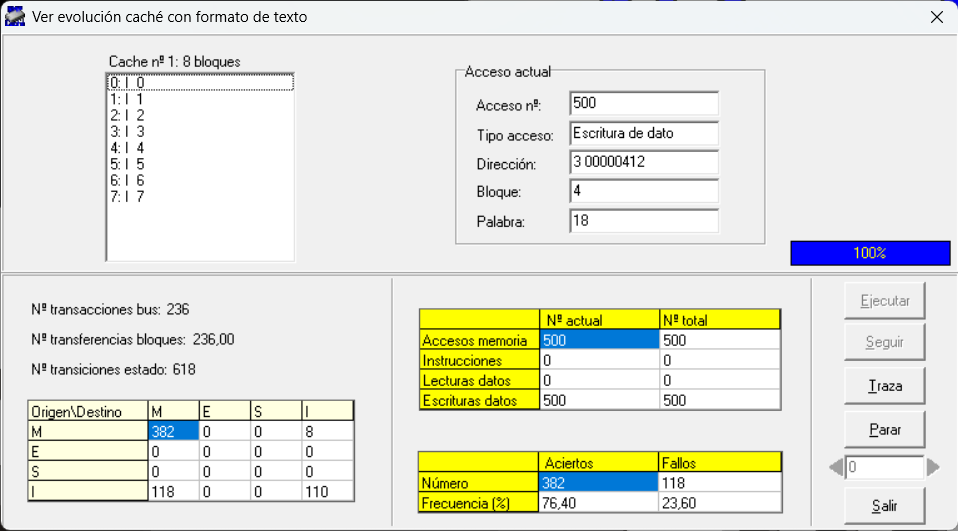 Ver evolución caché con formato de texto
Cache nº 1: 8 bloques
0: I 0
1: I 1
2: I 2
3: I 3
4: I 4
5: I 5
6: I 6
7: I 7
Acceso actual
Acceso nº: 500
Tipo acceso: Escritura de dato
Dirección: 3 00000412
Bloque: 4
Palabra: 18
100%
Nº transacciones bus: 236
Nº transferencias bloques: 236,00
Nº transiciones estado: 618
Origen\Destino M E S I
M 382 0 0 8
E 0 0 0 0
S 0 0 0 0
I 118 0 0 110
Nº actual Nº total
Accesos memoria 500 500
Instrucciones 0 0
Lecturas datos 0 0
Escrituras datos 500 500
Aciertos Fallos
Número 382 118
Frecuencia (%) 76,40 23,60
Ejecutar
Seguir
Traza
Parar
0
Salir